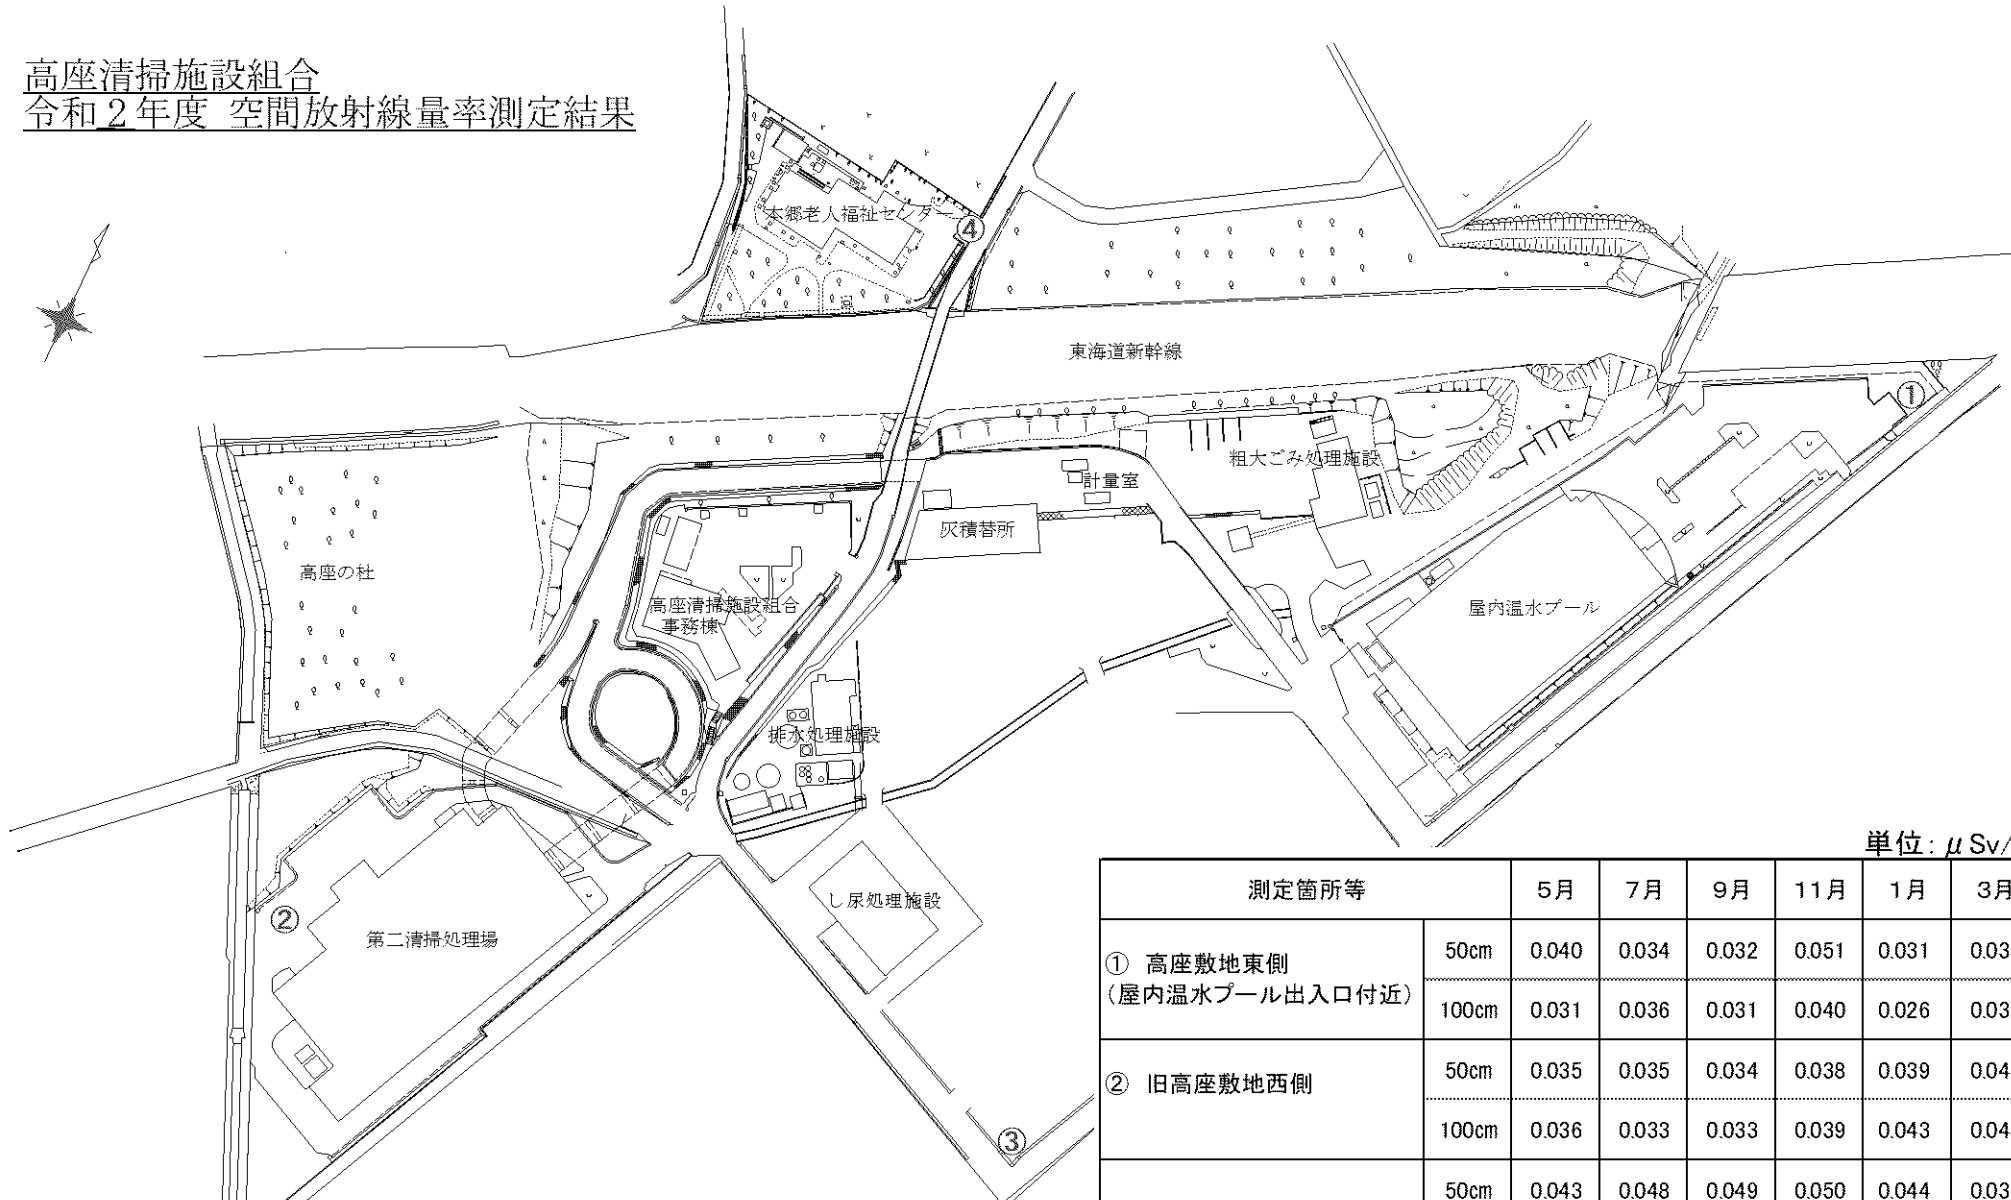 高座清掃施設組合
令和２年度 空間放射線量率測定結果
本郷老人福祉センター
④
東海道新幹線
①
粗大ごみ処理施設
計量室
灰積替所
高座の杜
高座清掃施設組合
事務棟
屋内温水プール
排水処理施設
し尿処理施設
②
第二清掃処理場
③
単位：μSv/
測定箇所等 5月 7月 9月 11月 1月 3月
① 高座敷地東側
（屋内温水プール出入口付近）
50cm 0.040 0.034 0.032 0.051 0.031 0.03
100cm 0.031 0.036 0.031 0.040 0.026 0.03
② 旧高座敷地西側
50cm 0.035 0.035 0.034 0.038 0.039 0.04
100cm 0.036 0.033 0.033 0.039 0.043 0.04
50cm 0.043 0.048 0.049 0.050 0.044 0.03